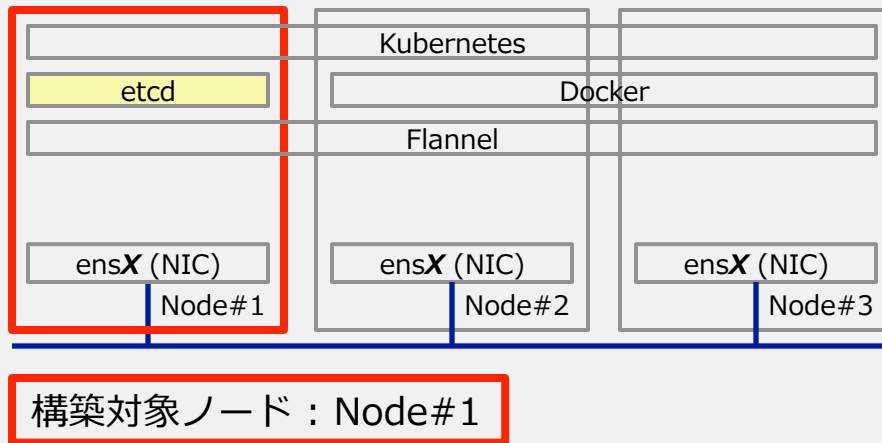 Kubernetes
etcd
Docker
Flannel
ensX (NIC)
ensX (NIC)
ensX (NIC)
Node#1
Node#2
Node#3
構築対象ノード：Node#1